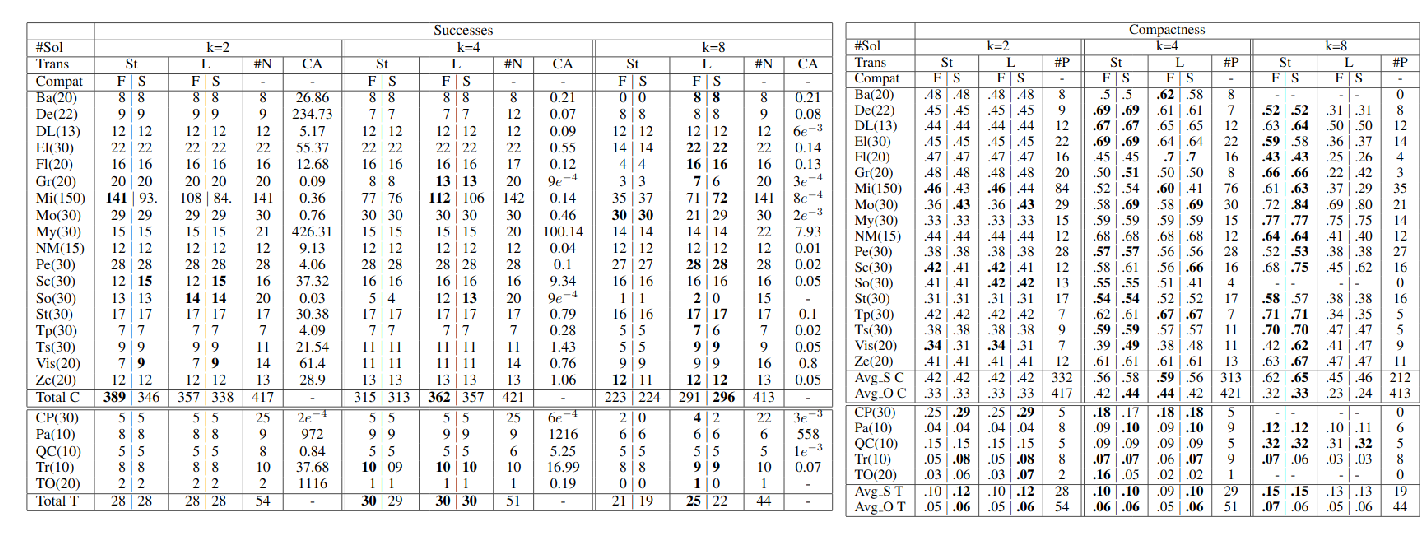 Successes
#Sol k=2 k=4 k=8
Trans St L #N CA St L #N CA St L #N CA
Compat F | S F | S - - F | S F | S - - F | S F | S - -
Ba(20) 8 | 8 8 | 8 8 26.86 8 | 8 8 | 8 8 0.21 0 | 0 8 | 8 8 0.21
De(22) 9 | 9 9 | 9 9 234.73 7 | 7 7 | 7 12 0.07 8 | 8 8 | 8 9 0.08
DL(13) 12 | 12 12 | 12 12 5.17 12 | 12 12 | 12 12 0.09 12 | 12 12 | 12 12 6e−3
El(30) 22 | 22 22 | 22 22 55.37 22 | 22 22 | 22 22 0.55 14 | 14 22 | 22 22 0.14
Fl(20) 16 | 16 16 | 16 16 12.68 16 | 16 16 | 16 17 0.12 4 | 4 16 | 16 16 0.13
Gr(20) 20 | 20 20 | 20 20 0.09 8 | 8 13 | 13 20 9e−4 3 | 3 7 | 6 20 3e−4
Mi(150) 141 | 93. 108 | 84. 141 0.36 77 | 76 112 | 106 142 0.14 35 | 37 71 | 72 141 8e−4
Mo(30) 29 | 29 29 | 29 30 0.76 30 | 30 30 | 30 30 0.46 30 | 30 21 | 29 30 2e−3
My(30) 15 | 15 15 | 15 21 426.31 15 | 15 15 | 15 20 100.14 14 | 14 14 | 14 22 7.93
NM(15) 12 | 12 12 | 12 12 9.13 12 | 12 12 | 12 12 0.04 12 | 12 12 | 12 12 0.01
Pe(30) 28 | 28 28 | 28 28 4.06 28 | 28 28 | 28 28 0.1 27 | 27 28 | 28 28 0.02
Sc(30) 12 | 15 12 | 15 16 37.32 16 | 16 16 | 16 16 9.34 16 | 16 16 | 16 16 0.05
So(30) 13 | 13 14 | 14 20 0.03 5 | 4 12 | 13 20 9e−4 1 | 1 2 | 0 15 -
St(30) 17 | 17 17 | 17 17 30.38 17 | 17 17 | 17 17 0.79 16 | 16 17 | 17 17 0.1
Tp(30) 7 | 7 7 | 7 7 4.09 7 | 7 7 | 7 7 0.28 5 | 5 7 | 6 7 0.02
Ts(30) 9 | 9 9 | 9 11 21.54 11 | 11 11 | 11 11 1.43 5 | 5 9 | 9 9 0.05
Vis(20) 7 | 9 7 | 9 14 61.4 11 | 11 11 | 11 14 0.76 9 | 9 9 | 9 16 0.8
Ze(20) 12 | 12 12 | 12 13 28.9 13 | 13 13 | 13 13 1.06 12 | 11 12 | 12 13 0.05
Total C 389 | 346 357 | 338 417 - 315 | 313 362 | 357 421 - 223 | 224 291 | 296 413 -
CP(30) 5 | 5 5 | 5 25 2e−4 5 | 5 5 | 5 25 6e−4 2 | 0 4 | 2 22 3e−3
Pa(10) 8 | 8 8 | 8 9 972 9 | 9 9 | 9 9 1216 6 | 6 6 | 6 6 558
QC(10) 5 | 5 5 | 5 8 0.84 5 | 5 5 | 5 6 5.25 5 | 5 5 | 5 5 1e−3
Tr(10) 8 | 8 8 | 8 10 37.68 10 | 09 10 | 10 10 16.99 8 | 8 9 | 9 10 0.07
TO(20) 2 | 2 2 | 2 2 1116 1 | 1 1 | 1 1 0.19 0 | 0 1 | 0 1 -
Total T 28 | 28 28 | 28 54 - 30 | 29 30 | 30 51 - 21 | 19 25 | 22 44 -
Compactness
#Sol k=2 k=4 k=8
Trans St L #P St L #P St L #P
Compat F | S F | S - F | S F | S - F | S F | S -
Ba(20) .48 | .48 .48 | .48 8 .5 | .5 .62 | .58 8 - | - - | - 0
De(22) .45 | .45 .45 | .45 9 .69 | .69 .61 | .61 7 .52 | .52 .31 | .31 8
DL(13) .44 | .44 .44 | .44 12 .67 | .67 .65 | .65 12 .63 | .64 .50 | .50 12
El(30) .45 | .45 .45 | .45 22 .69 | .69 .64 | .64 22 .59 | .58 .36 | .37 14
Fl(20) .47 | .47 .47 | .47 16 .45 | .45 .7 | .7 16 .43 | .43 .25 | .26 4
Gr(20) .48 | .48 .48 | .48 20 .50 | .51 .50 | .50 8 .66 | .66 .22 | .42 3
Mi(150) .46 | .43 .46 | .44 84 .52 | .54 .60 | .41 76 .61 | .63 .37 | .29 35
Mo(30) .36 | .43 .36 | .43 29 .58 | .69 .58 | .69 30 .72 | .84 .69 | .80 21
My(30) .33 | .33 .33 | .33 15 .59 | .59 .59 | .59 15 .77 | .77 .75 | .75 14
NM(15) .44 | .44 .44 | .44 12 .68 | .68 .68 | .68 12 .64 | .64 .41 | .40 12
Pe(30) .38 | .38 .38 | .38 28 .57 | .57 .56 | .56 28 .52 | .53 .38 | .38 27
Sc(30) .42 | .41 .42 | .41 12 .58 | .61 .56 | .66 16 .68 | .75 .45 | .62 16
So(30) .41 | .41 .42 | .42 13 .55 | .55 .51 | .41 4 - | - - | - 0
St(30) .31 | .31 .31 | .31 17 .54 | .54 .52 | .52 17 .58 | .57 .38 | .38 16
Tp(30) .42 | .42 .42 | .42 7 .62 | .61 .67 | .67 7 .71 | .71 .34 | .35 5
Ts(30) .38 | .38 .38 | .38 9 .59 | .59 .57 | .57 11 .70 | .70 .47 | .47 5
Vis(20) .34 | .31 .34 | .31 7 .39 | .49 .38 | .48 11 .42 | .62 .41 | .47 9
Ze(20) .41 | .41 .41 | .41 12 .61 | .61 .61 | .61 13 .63 | .67 .47 | .47 11
Avg_S C .42 | .42 .42 | .42 332 .56 | .58 .59 | .56 313 .62 | .65 .45 | .46 212
Avg_O C .33 | .33 .33 | .33 417 .42 | .44 .44 | .42 421 .32 | .33 .23 | .24 413
CP(30) .25 | .29 .25 | .29 5 .18 | .17 .18 | .18 5 - | - - | - 0
Pa(10) .04 | .04 .04 | .04 8 .09 | .10 .09 | .10 9 .12 | .12 .10 | .11 6
QC(10) .15 | .15 .15 | .15 5 .09 | .09 .09 | .09 5 .32 | .32 .31 | .32 5
Tr(10) .05 | .08 .05 | .08 8 .07 | .07 .06 | .07 9 .07 | .06 .03 | .03 8
TO(20) .03 | .06 .03 | .07 2 .16 | .05 .02 | .02 1 - | - - | - 0
Avg_S T .10 | .12 .10 | .12 28 .10 | .10 .09 | .10 29 .15 | .15 .13 | .13 19
Avg_O T .05 | .06 .05 | .06 54 .06 | .06 .05 | .06 51 .07 | .06 .06 | .06 44